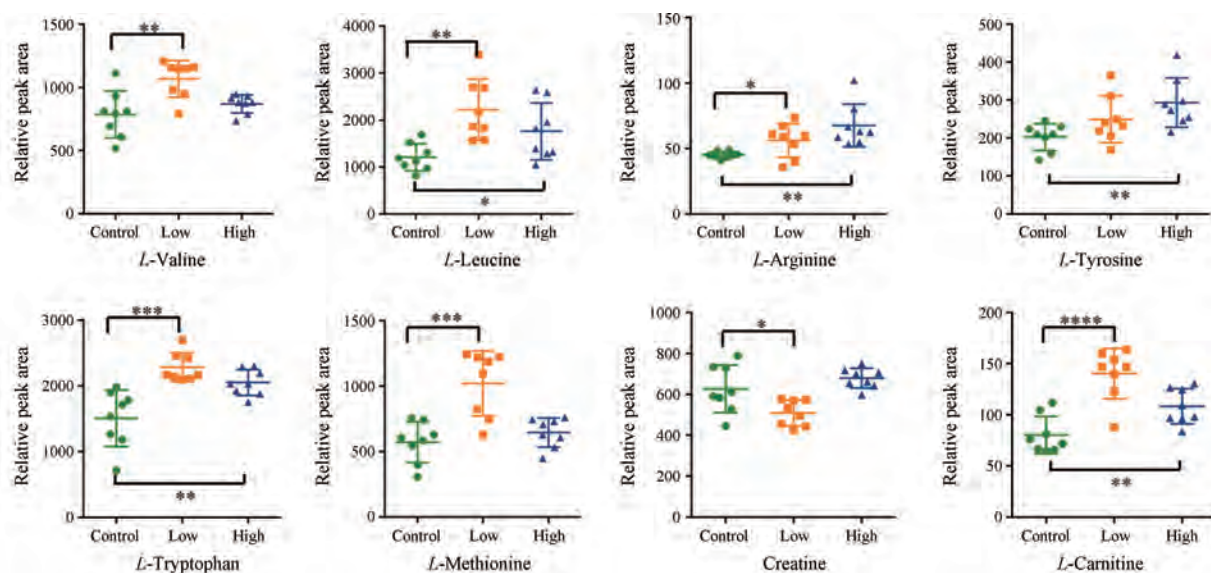 Relative peak area
1500
1000
500
0
**
Control Low High
L-Valine
Relative peak area
4000
3000
2000
1000
0
**
*
Control Low High
L-Leucine
Relative peak area
150
100
50
0
*
**
Control Low High
L-Arginine
Relative peak area
500
400
300
200
100
0
**
Control Low High
L-Tyrosine
Relative peak area
3000
2000
1000
0
***
**
Control Low High
L-Tryptophan
Relative peak area
1500
1000
500
0
***
Control Low High
L-Methionine
Relative peak area
1000
800
600
400
200
0
*
Control Low High
Creatine
Relative peak area
200
150
100
50
0
****
**
Control Low High
L-Carnitine